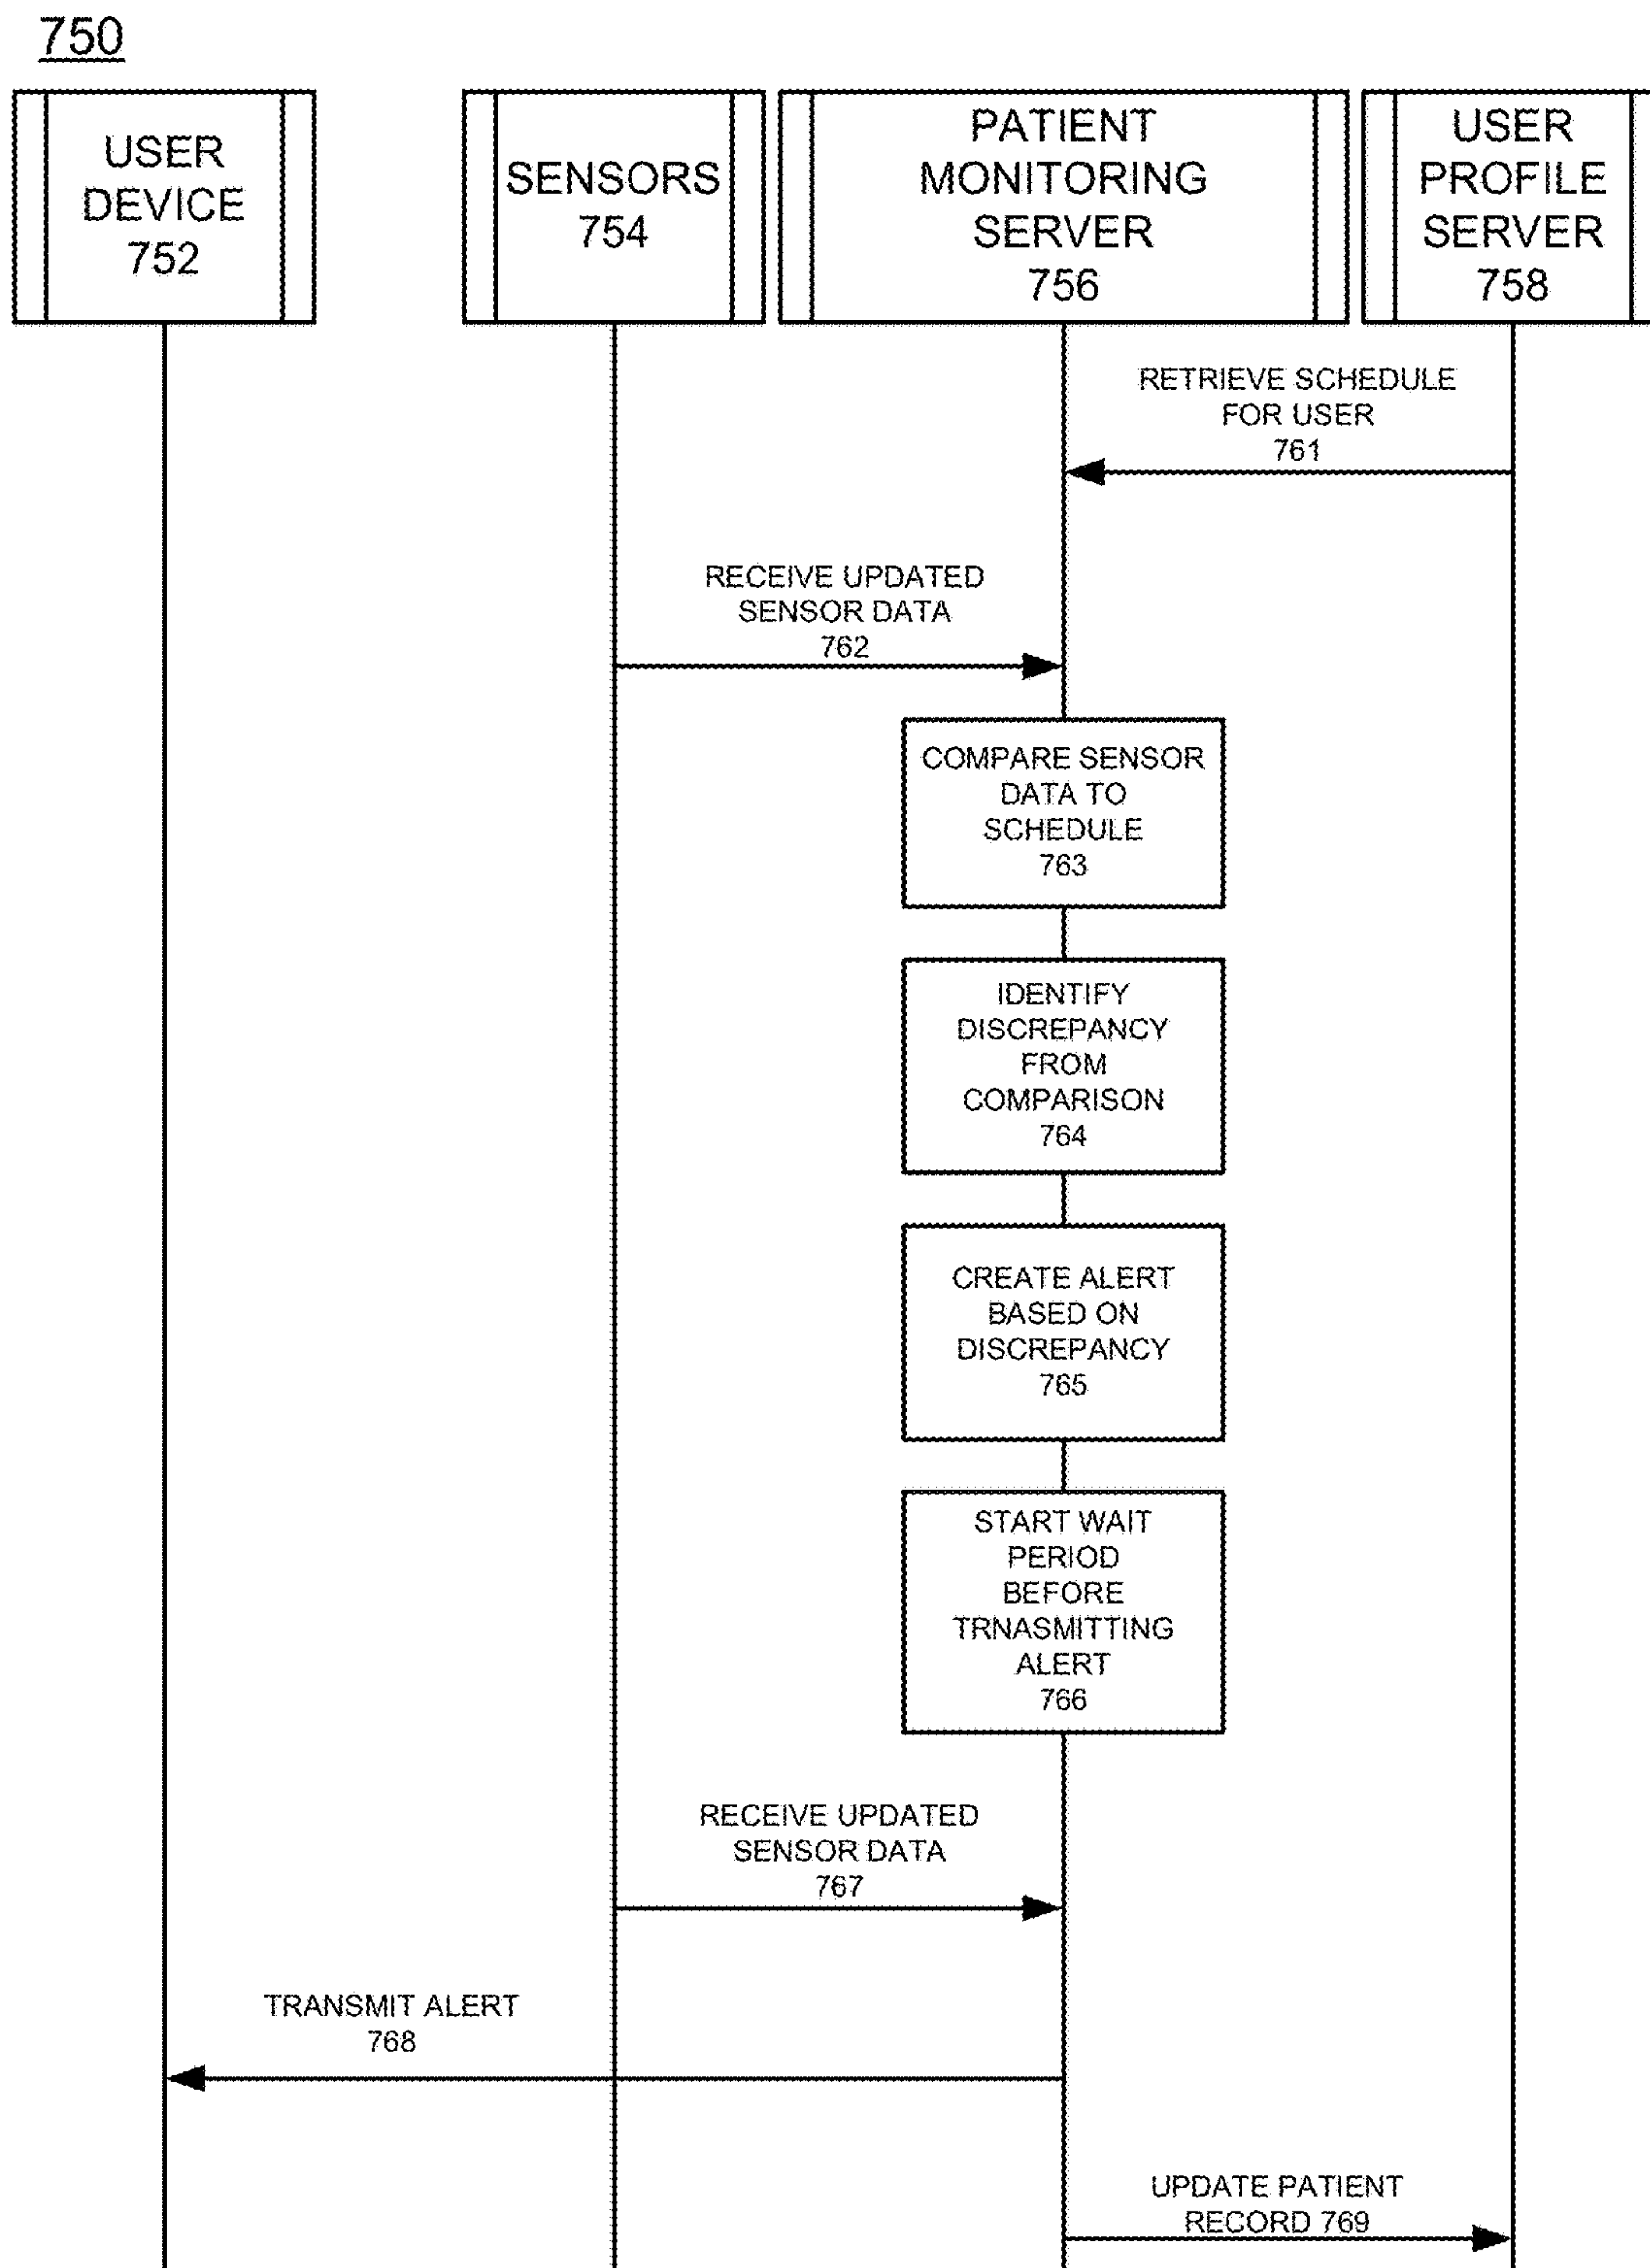 750
USER
DEVICE
752
SENSORS
754
PATIENT
MONITORING
SERVER
756
USER
PROFILE
SERVER
758
RETRIEVE SCHEDULE
FOR USER
761
RECEIVE UPDATED
SENSOR DATA
762
COMPARE SENSOR
DATA TO
SCHEDULE
763
IDENTIFY
DISCREPANCY
FROM
COMPARISON
764
CREATE ALERT
BASED ON
DISCREPANCY
765
START WAIT
PERIOD
BEFORE
TRNASMITTING
ALERT
766
RECEIVE UPDATED
SENSOR DATA
767
TRANSMIT ALERT
768
UPDATE PATIENT
RECORD 769